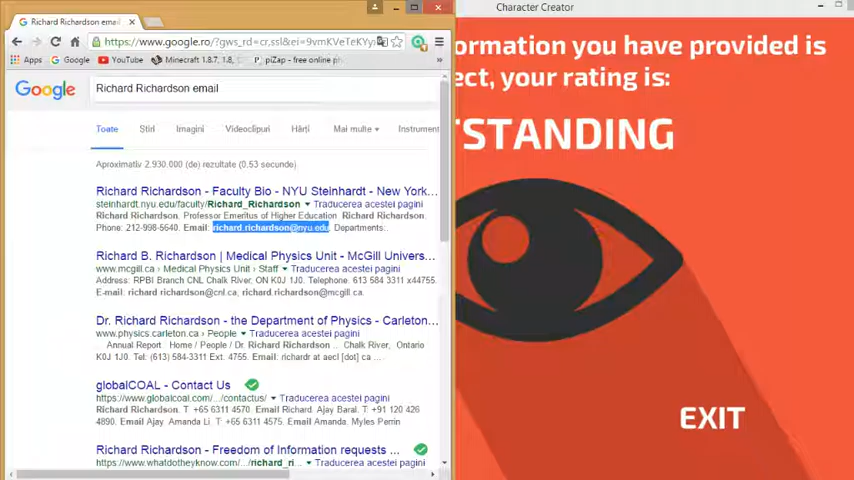 Character Creator
Richard Richardson email
https://www.google.ro/?gws_rd=cr,ssl&ei=9vmKVeTeKYy
Apps
Google
YouTube
Minecraft 1.8.7, 1.8,
piZap - free online p
»
Google
Richard Richardson email
Toate
Știri
Imagini
Videoclipuri
Hărți
Mai multe
Instrument
Aproximativ 2.930.000 (de) rezultate (0,53 secunde)
Richard Richardson - Faculty Bio - NYU Steinhardt - New York...
steinhardt.nyu.edu/faculty/Richard_Richardson Traducerea acestei pagini
Richard Richardson. Professor Emeritus of Higher Education Richard Richardson.
Phone: 212-998-5640. Email: richard.richardson@nyu.edu. Departments:.
Richard B. Richardson | Medical Physics Unit - McGill Univers...
www.mcgill.ca › Medical Physics Unit › Staff Traducerea acestei pagini
Address: RPBI Branch CNL Chalk River, ON K0J 1J0. Telephone: 613 584 3311 x44755.
E-mail: richard.richardson@cnl.ca, richard.richardson@mcgill.ca.
Dr. Richard Richardson - the Department of Physics - Carleton...
www.physics.carleton.ca › People Traducerea acestei pagini
Annual Report · Home / People / Dr. Richard Richardson ... Chalk River, Ontario
K0J 1J0. Tel: (613) 584-3311 Ext. 4755. Email: richardr at aecl [dot] ca ...
globalCOAL - Contact Us
https://www.globalcoal.com/.../contactus/ Traducerea acestei pagini
Richard Richardson. T: +65 6311 4570. Email Richard. Ajay Baral. T: +91 120 426
4890. Email Ajay. Amanda Li. T: +65 6311 4575. Email Amanda. Myles Perrin
Richard Richardson - Freedom of Information requests ...
https://www.whatdotheyknow.com/.../richard_ri... Traducerea acestei pagini
ormation you have provided is
ect, your rating is:
TSTANDING
EXIT